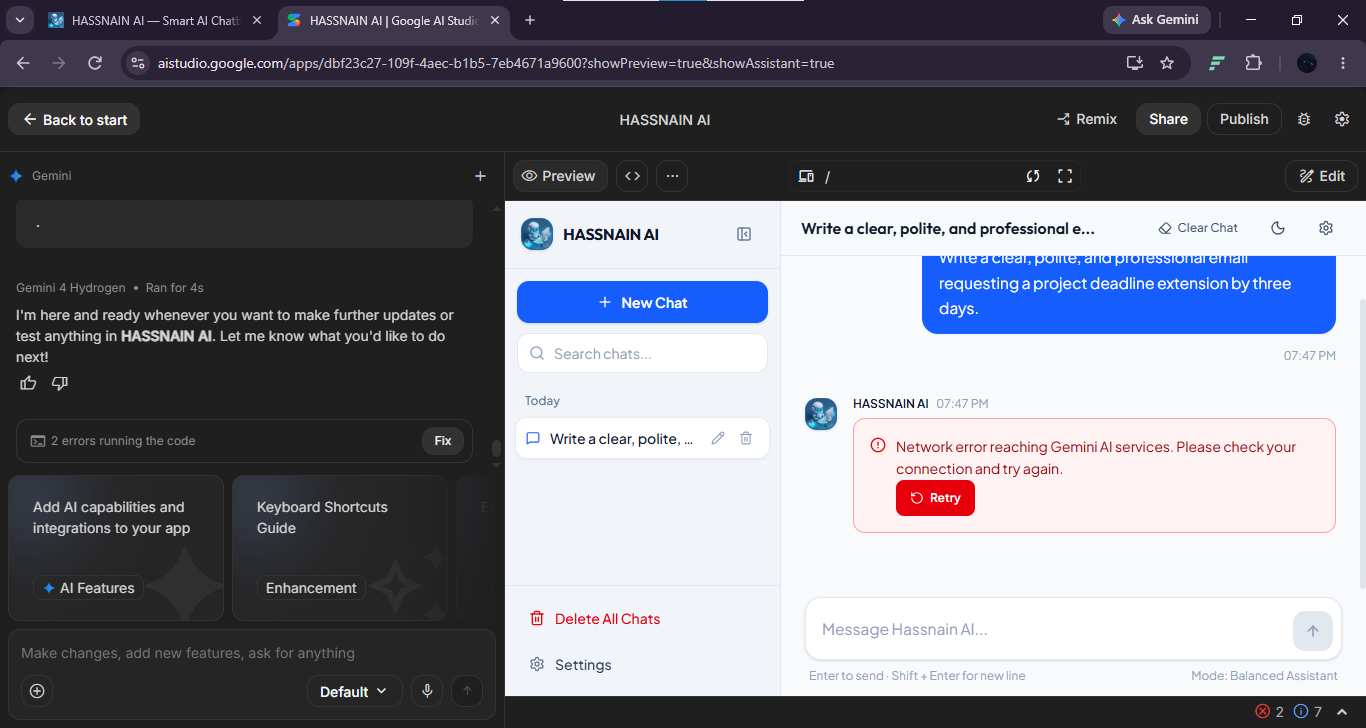 HASSNAIN AI — Smart AI Chatb
HASSNAIN AI | Google AI Studio
Ask Gemini
aistudio.google.com/apps/dbf23c27-109f-4aec-b1b5-7eb4671a9600?showPreview=true&showAssistant=true
Back to start
HASSNAIN AI
Remix
Share
Publish
Gemini
.
Gemini 4 Hydrogen • Ran for 4s
I'm here and ready whenever you want to make further updates or
test anything in HASSNAIN AI. Let me know what you'd like to do
next!
2 errors running the code
Fix
Add AI capabilities and
integrations to your app
AI Features
Keyboard Shortcuts
Guide
Enhancement
Make changes, add new features, ask for anything
Default
Preview
/
Edit
HASSNAIN AI
New Chat
Search chats...
Today
Write a clear, polite, ...
Delete All Chats
Settings
Write a clear, polite, and professional e...
Clear Chat
Write a clear, polite, and professional email
requesting a project deadline extension by three
days.
07:47 PM
HASSNAIN AI 07:47 PM
Network error reaching Gemini AI services. Please check your
connection and try again.
Retry
Message Hassnain AI...
Enter to send · Shift + Enter for new line
Mode: Balanced Assistant
2
7